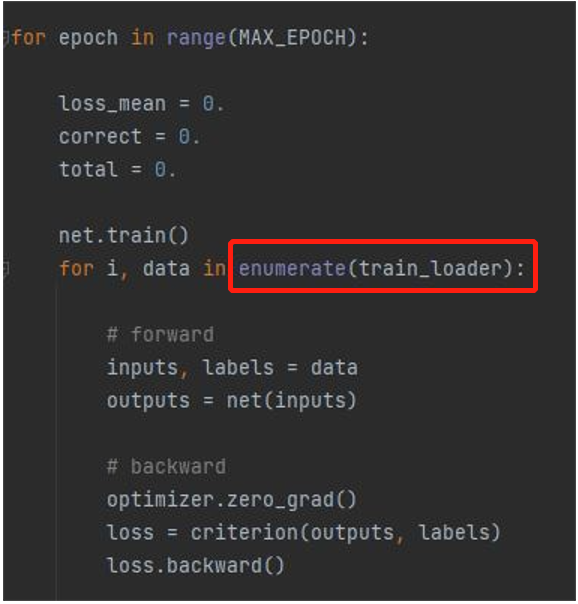 for epoch in range(MAX_EPOCH):
loss_mean = 0.
correct = 0.
total = 0.
net.train()
for i, data in enumerate(train_loader):
# forward
inputs, labels = data
outputs = net(inputs)
# backward
optimizer.zero_grad()
loss = criterion(outputs, labels)
loss.backward()